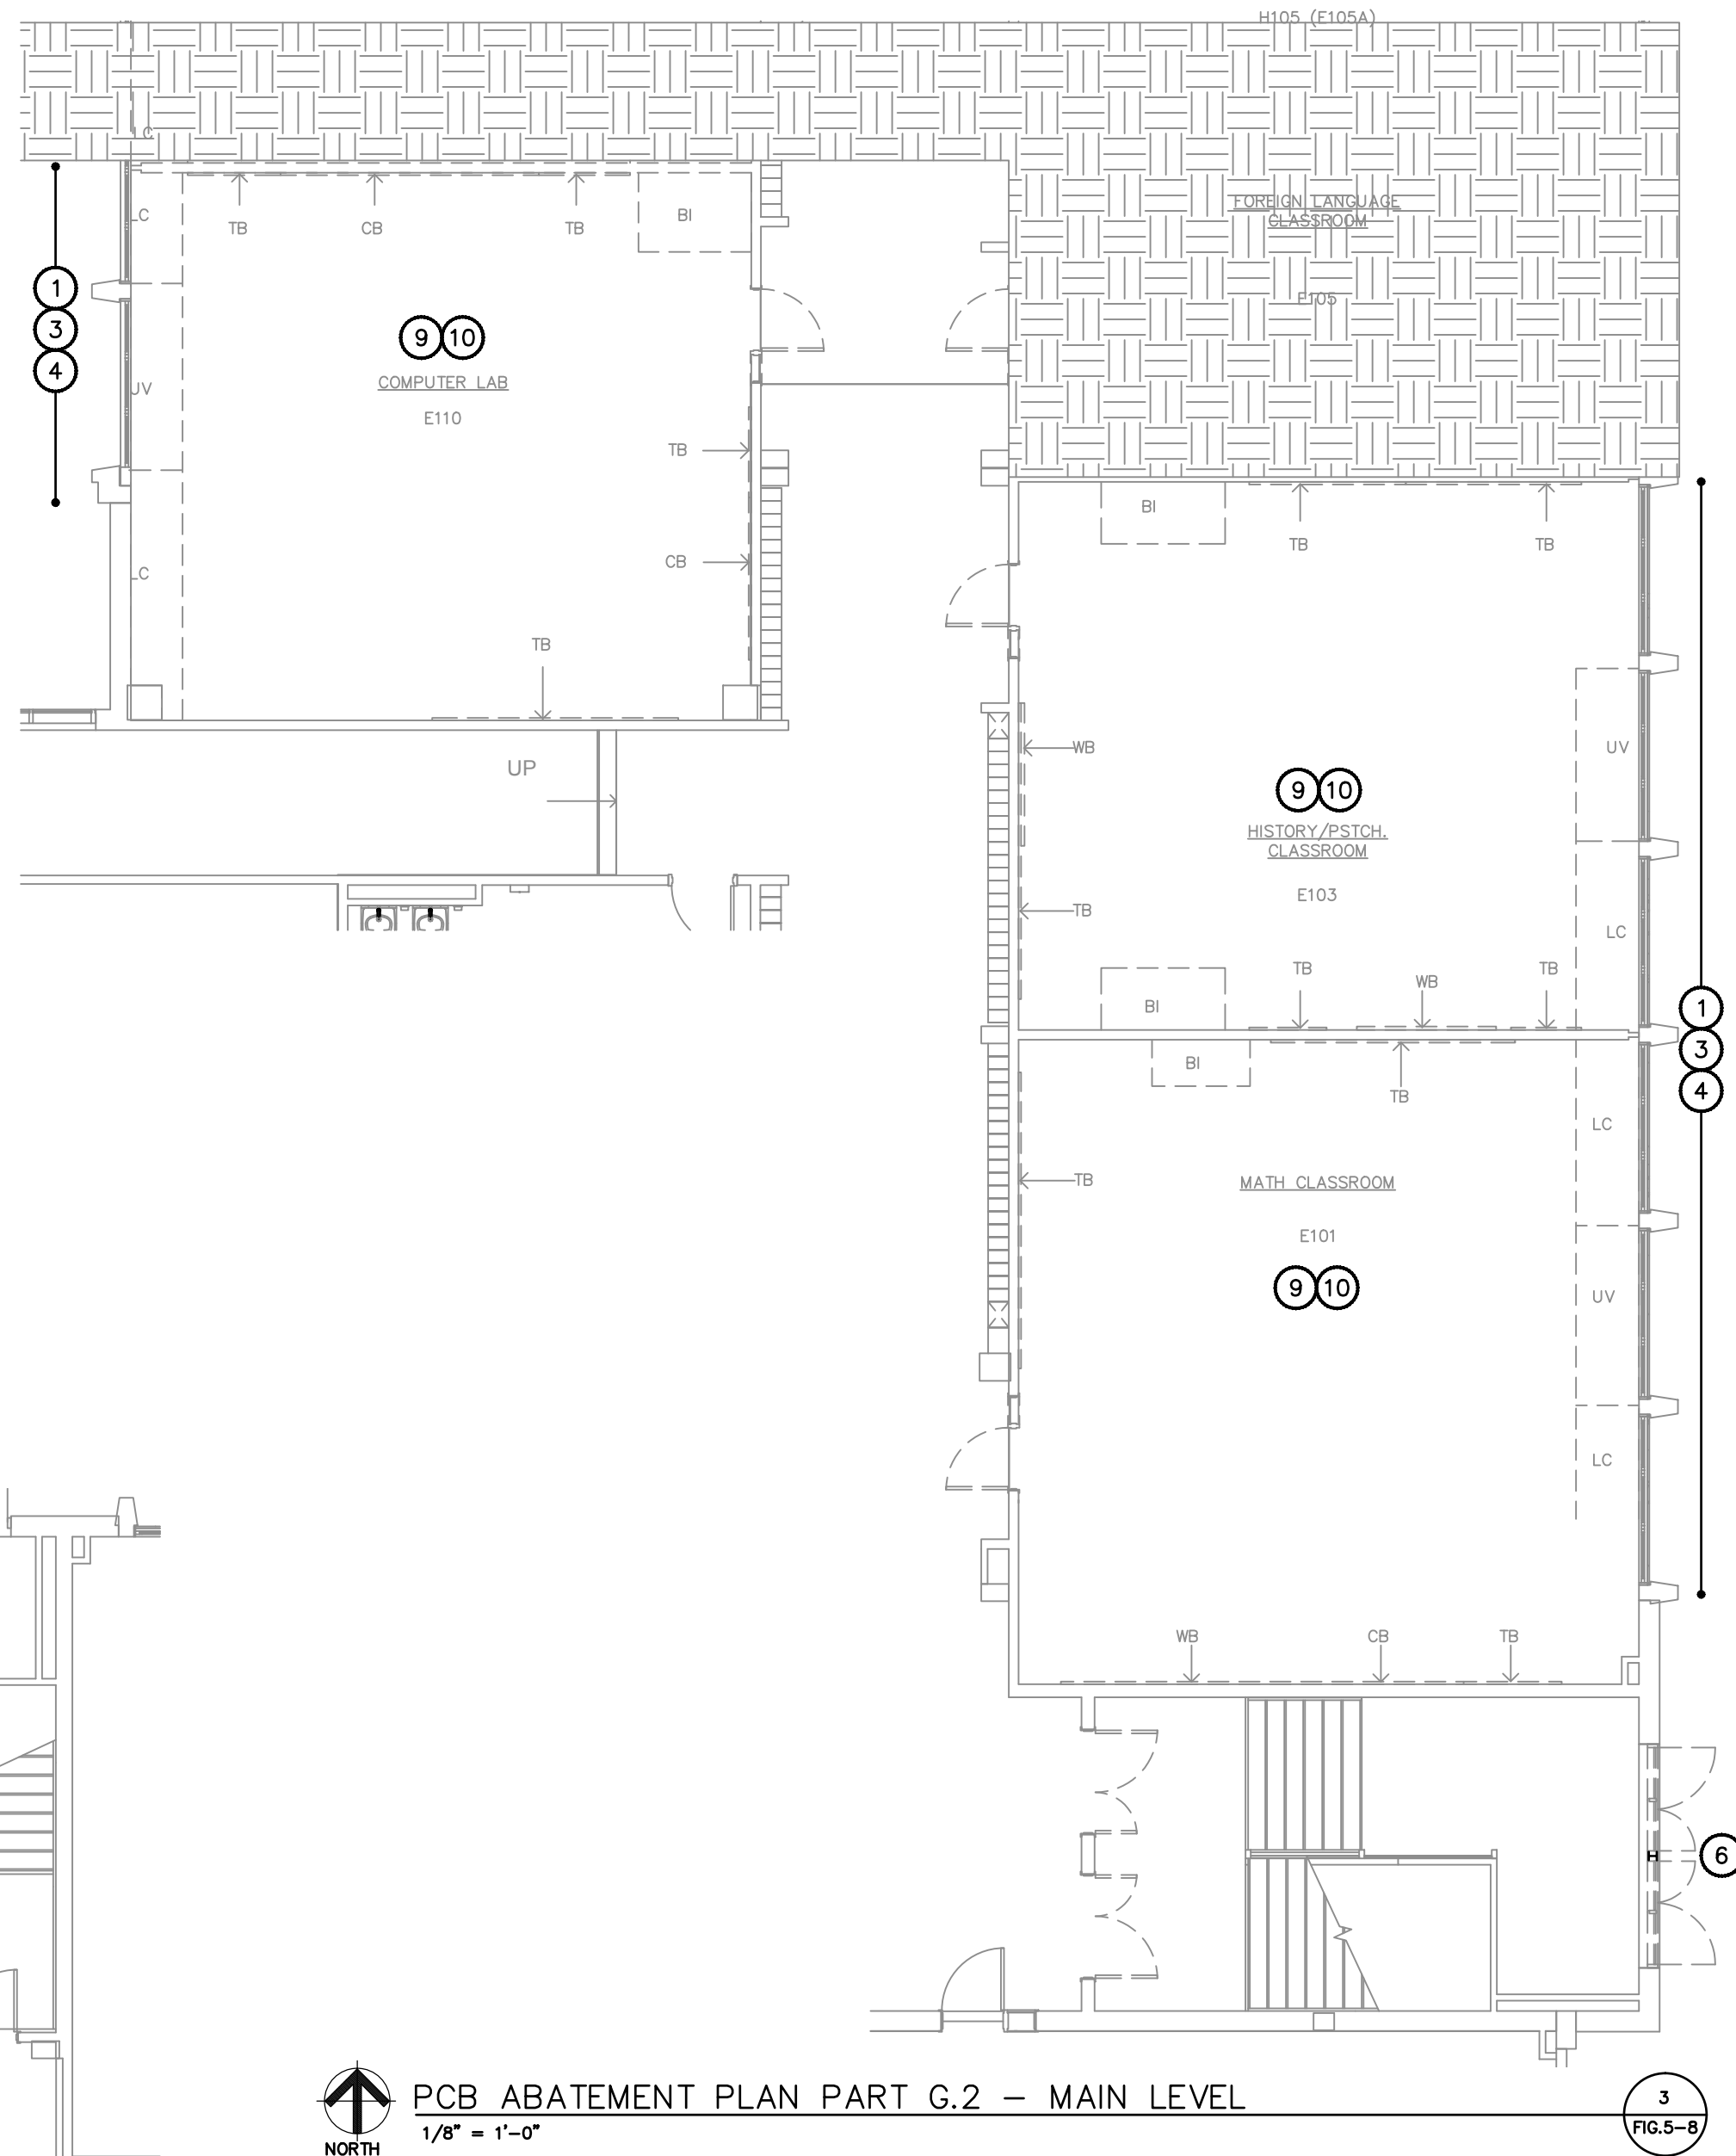 H105 (E105A)
LC
LC
TB
CB
TB
BI
FOREIGN LANGUAGE
CLASSROOM
E105
1
3
4
9 10
COMPUTER LAB
E110
UV
TB
CB
LC
TB
BI
TB
TB
UP
WB
UV
9 10
HISTORY/PSTCH.
CLASSROOM
E103
TB
LC
TB
WB
TB
BI
1
3
4
BI
TB
LC
TB
MATH CLASSROOM
E101
9 10
UV
LC
WB
CB
TB
6
PCB ABATEMENT PLAN PART G.2 – MAIN LEVEL
1/8" = 1'-0"
NORTH
3
FIG.5-8